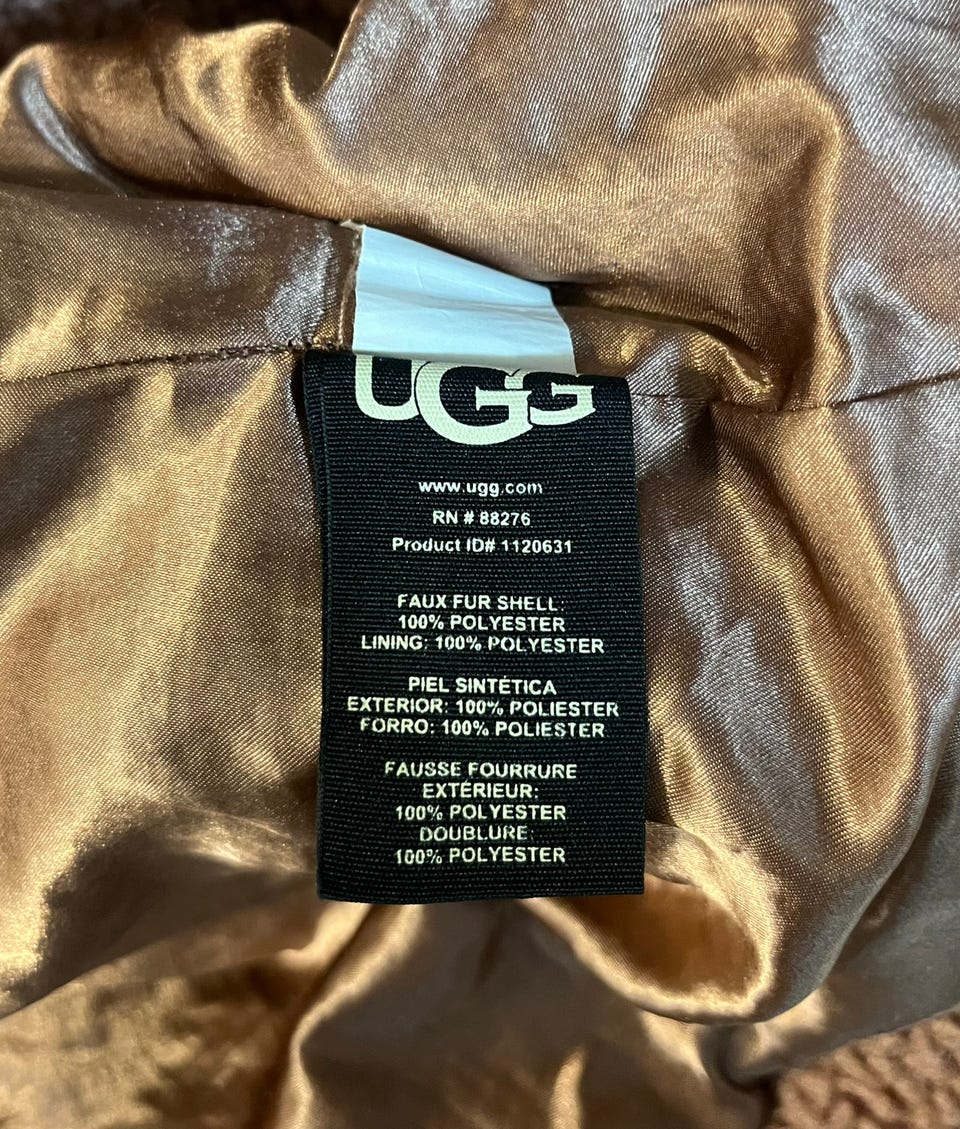 UGG
www.ugg.com
RN # 88276
Product ID# 1120631
FAUX FUR SHELL:
100% POLYESTER
LINING: 100% POLYESTER
PIEL SINTÉTICA
EXTERIOR: 100% POLIESTER
FORRO: 100% POLIESTER
FAUSSE FOURRURE
EXTÉRIEUR:
100% POLYESTER
DOUBLURE:
100% POLYESTER